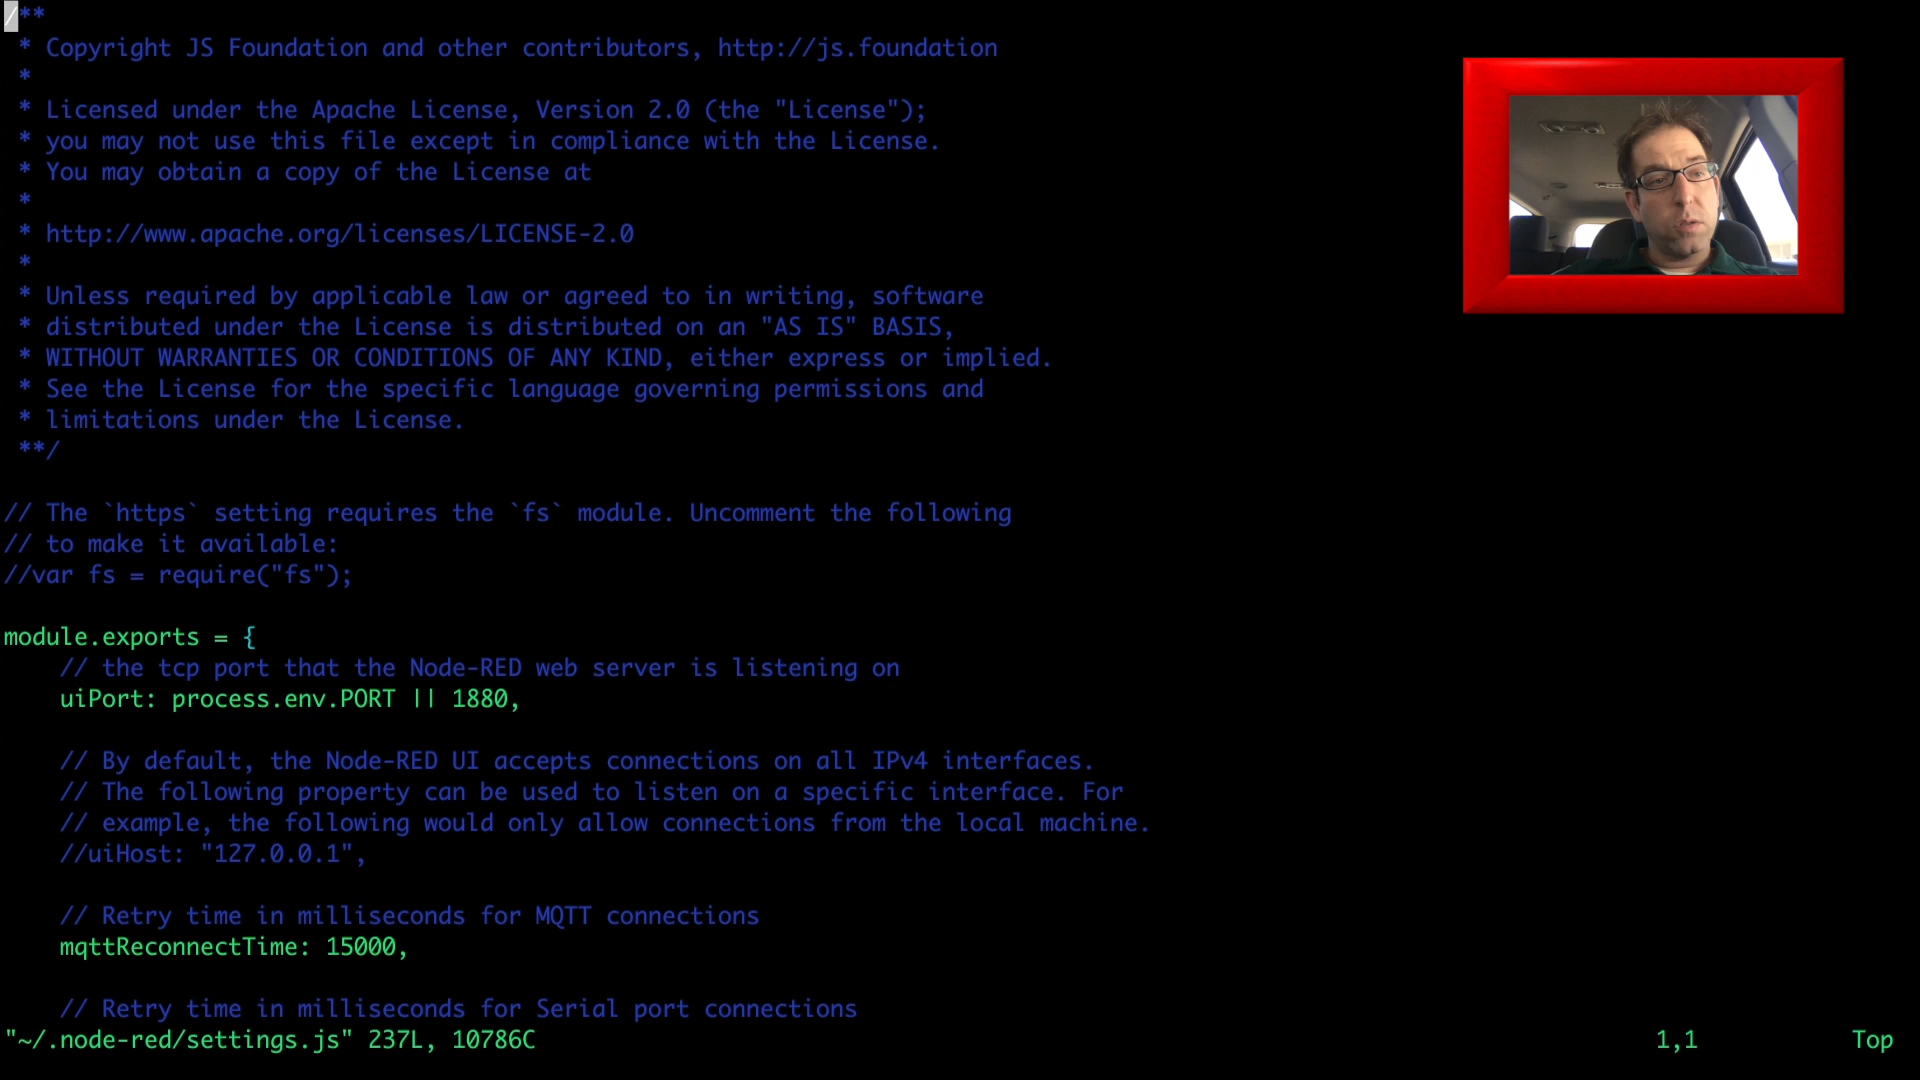 /**
 * Copyright JS Foundation and other contributors, http://js.foundation
 *
 * Licensed under the Apache License, Version 2.0 (the "License");
 * you may not use this file except in compliance with the License.
 * You may obtain a copy of the License at
 *
 * http://www.apache.org/licenses/LICENSE-2.0
 *
 * Unless required by applicable law or agreed to in writing, software
 * distributed under the License is distributed on an "AS IS" BASIS,
 * WITHOUT WARRANTIES OR CONDITIONS OF ANY KIND, either express or implied.
 * See the License for the specific language governing permissions and
 * limitations under the License.
 **/

// The `https` setting requires the `fs` module. Uncomment the following
// to make it available:
//var fs = require("fs");

module.exports = {
    // the tcp port that the Node-RED web server is listening on
    uiPort: process.env.PORT || 1880,

    // By default, the Node-RED UI accepts connections on all IPv4 interfaces.
    // The following property can be used to listen on a specific interface. For
    // example, the following would only allow connections from the local machine.
    //uiHost: "127.0.0.1",

    // Retry time in milliseconds for MQTT connections
    mqttReconnectTime: 15000,

    // Retry time in milliseconds for Serial port connections
"~/.node-red/settings.js" 237L, 10786C 1,1 Top